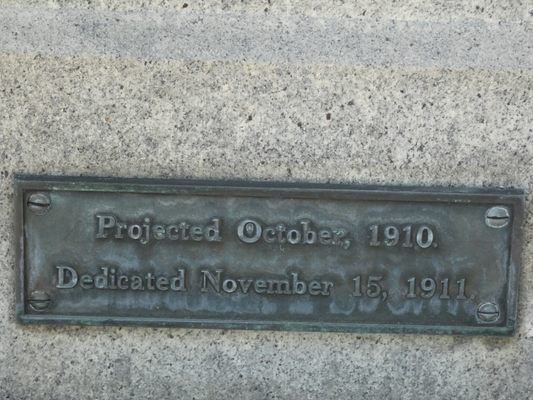 Projected October, 1910.
Dedicated November 15, 1911.